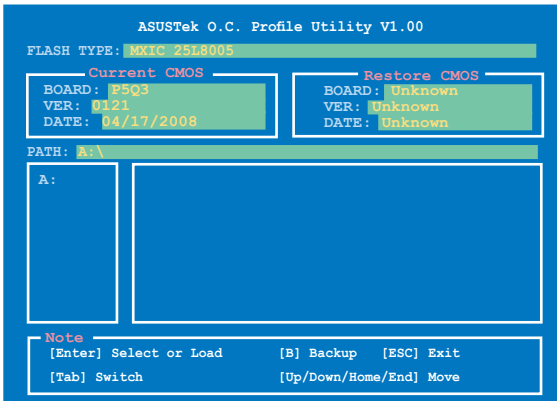 ASUSTek O.C. Profile Utility V1.00
FLASH TYPE: MXIC 25L8005
Current CMOS
BOARD: P5Q3
VER: 0121
DATE: 04/17/2008
Restore CMOS
BOARD: Unknown
VER: Unknown
DATE: Unknown
PATH: A:\
A:
Note
[Enter] Select or Load [B] Backup [ESC] Exit
[Tab] Switch [Up/Down/Home/End] Move